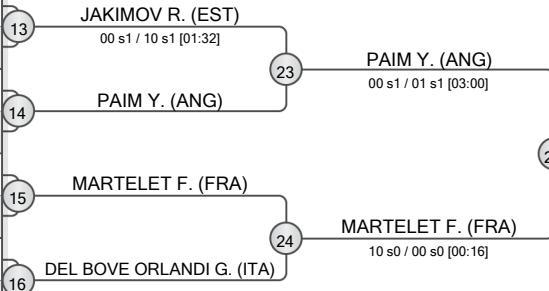 13
JAKIMOV R. (EST)
00 s1 / 10 s1 [01:32]
23
PAIM Y. (ANG)
00 s1 / 01 s1 [03:00]
14
PAIM Y. (ANG)
15
MARTELET F. (FRA)
24
MARTELET F. (FRA)
10 s0 / 00 s0 [00:16]
16
DEL BOVE ORLANDI G. (ITA)